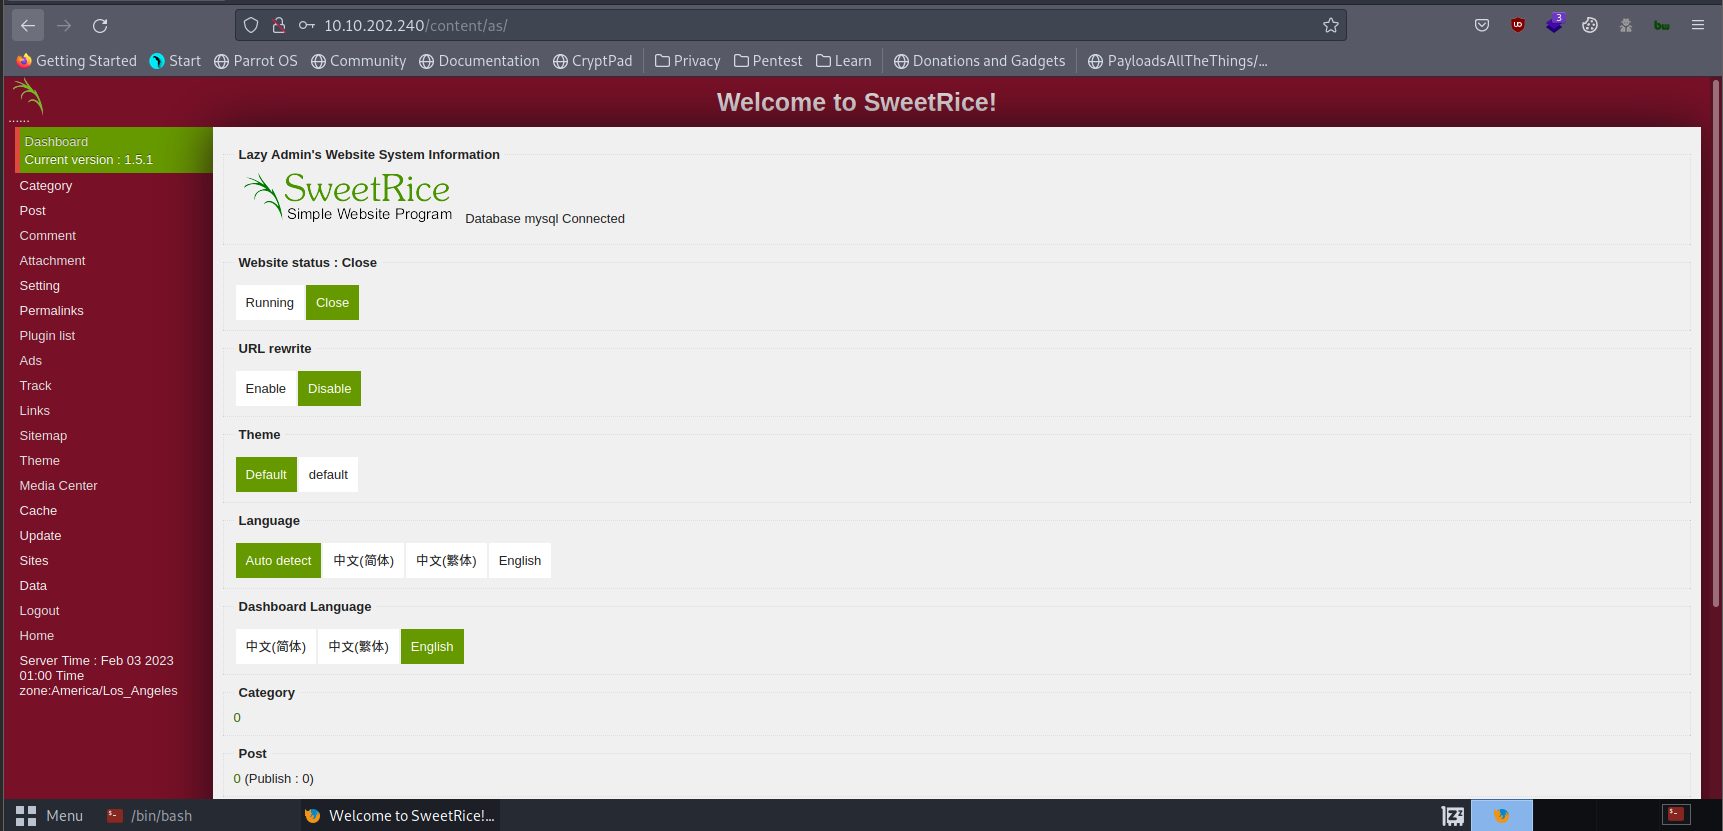 10.10.202.240/content/as/
3
Getting Started Start Parrot OS Community Documentation CryptPad Privacy Pentest Learn Donations and Gadgets PayloadsAllTheThings/...
Welcome to SweetRice!
......
Dashboard
Current version : 1.5.1
Category
Post
Comment
Attachment
Setting
Permalinks
Plugin list
Ads
Track
Links
Sitemap
Theme
Media Center
Cache
Update
Sites
Data
Logout
Home
Server Time : Feb 03 2023
01:00 Time
zone:America/Los_Angeles
Lazy Admin's Website System Information
SweetRice
Simple Website Program Database mysql Connected
Website status : Close
Running Close
URL rewrite
Enable Disable
Theme
Default default
Language
Auto detect 中文(简体) 中文(繁体) English
Dashboard Language
中文(简体) 中文(繁体) English
Category
0
Post
0 (Publish : 0)
Menu /bin/bash Welcome to SweetRice!...